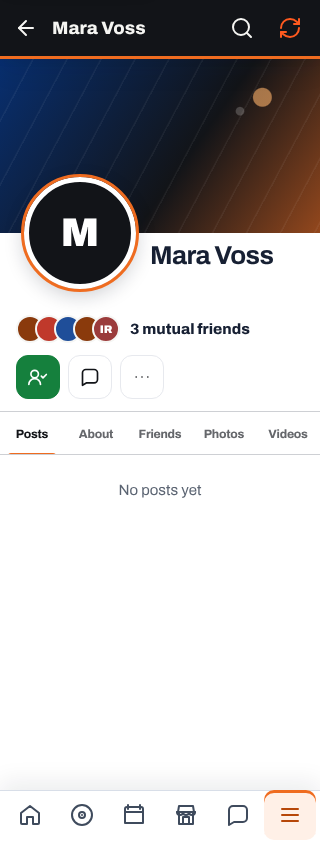 Mara Voss
M
Mara Voss
IR
3 mutual friends
Posts
About
Friends
Photos
Videos
No posts yet